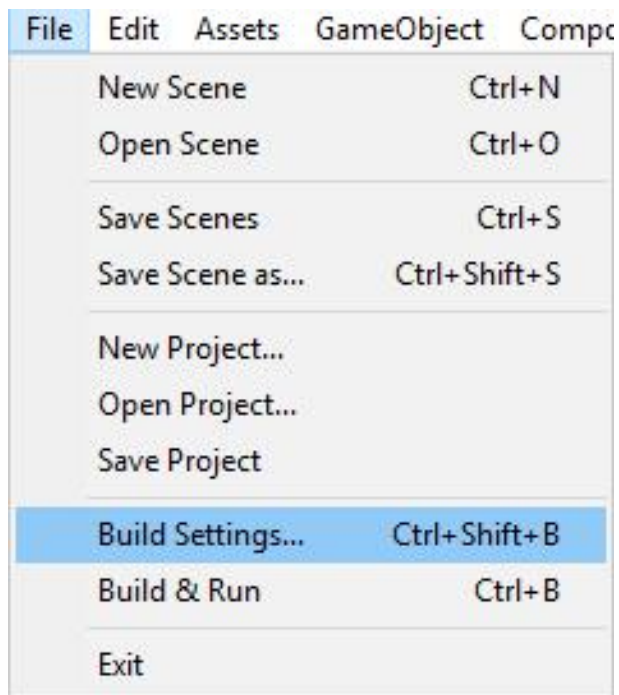 File Edit Assets GameObject
New Scene Ctrl+N
Open Scene Ctrl+O
Save Scenes Ctrl+S
Save Scene as... Ctrl+Shift+S
New Project...
Open Project...
Save Project
Build Settings... Ctrl+Shift+B
Build & Run Ctrl+B
Exit